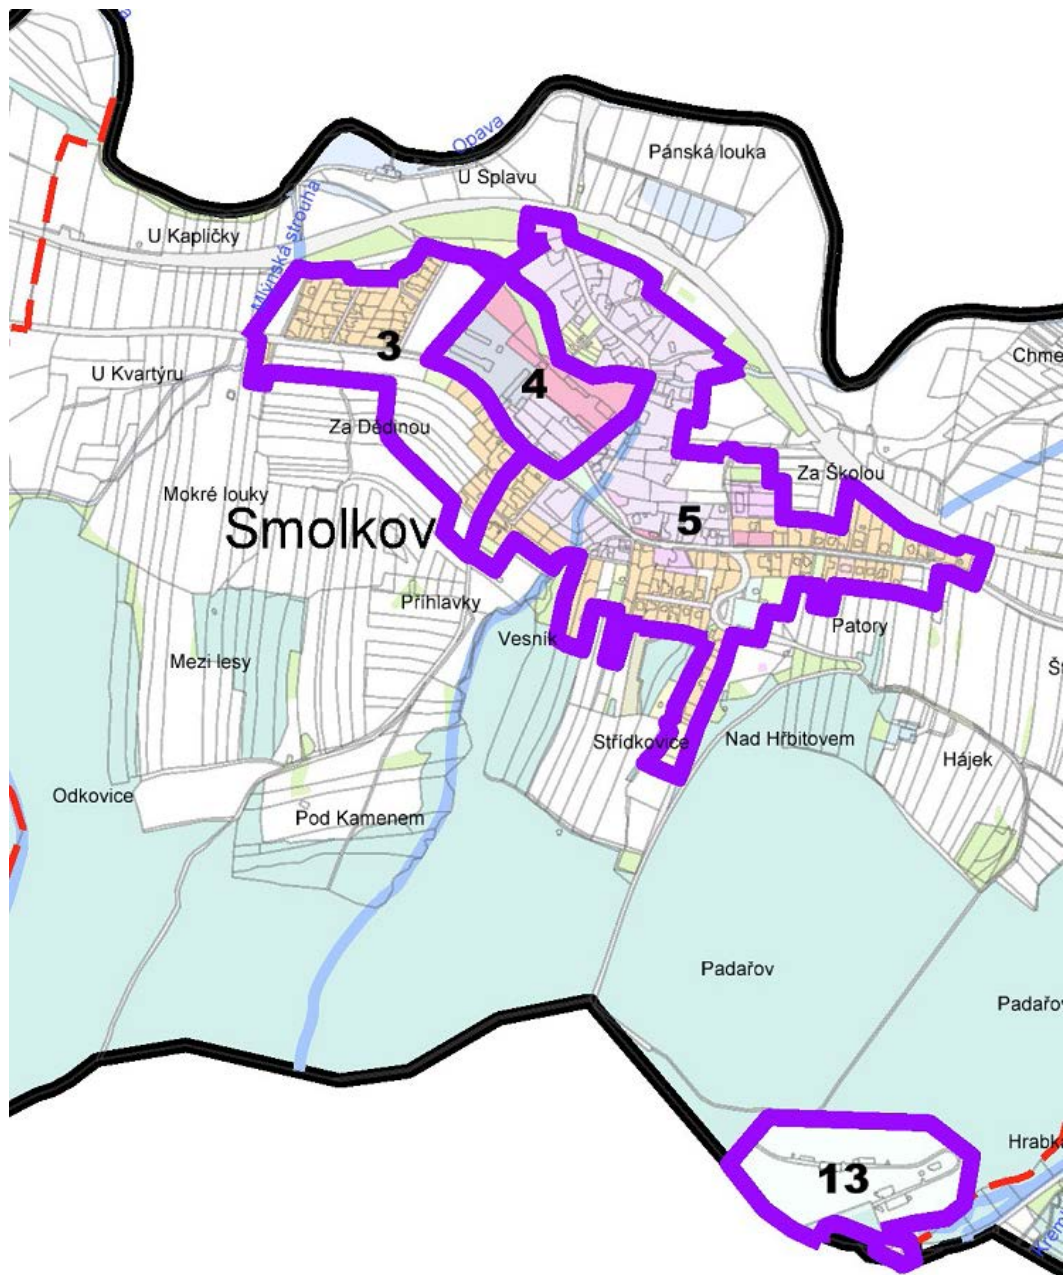 Opava
Pánská louka
U Splavu
Mlýnská strouha
U Kapličky
3
Chme
U Kvartýru
4
Za Dědinou
Za Školou
Mokré louky
Smolkov
5
Příhlavky
Patory
Vesník
Mezi lesy
Střídkovice
Nad Hřbitovem
Hájek
Odkovice
Pod Kamenem
Padařov
Padařov
Hrabk
13